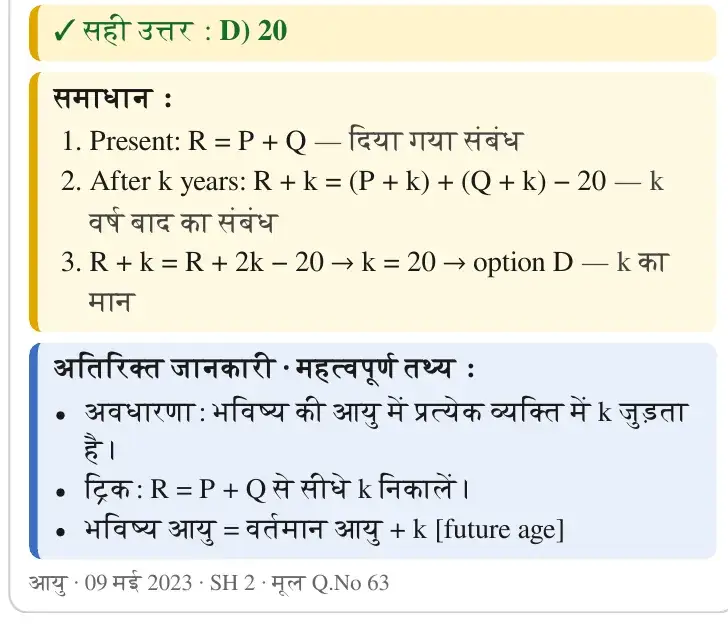 ✓ सही उत्तर : D) 20
समाधान :
1. Present: R = P + Q — दिया गया संबंध
2. After k years: R + k = (P + k) + (Q + k) − 20 — k
वर्ष बाद का संबंध
3. R + k = R + 2k − 20 → k = 20 → option D — k का
मान
अतिरिक्त जानकारी · महत्वपूर्ण तथ्य :
• अवधारणा : भविष्य की आयु में प्रत्येक व्यक्ति में k जुड़ता
है।
• ट्रिक : R = P + Q से सीधे k निकालें।
• भविष्य आयु = वर्तमान आयु + k [future age]
आयु · 09 मई 2023 · SH 2 · मूल Q.No 63